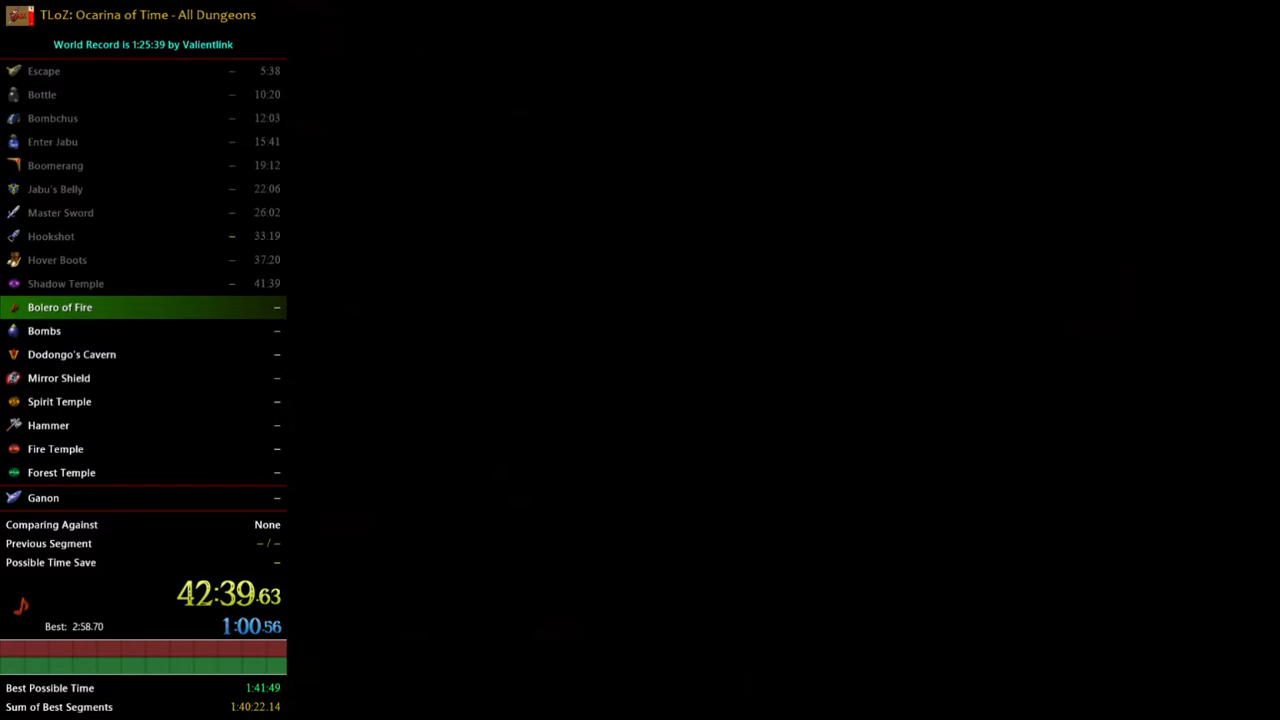 TLoZ: Ocarina of Time - All Dungeons
World Record is 1:25:39 by Valientlink
Escape – 5:38
Bottle – 10:20
Bombchus – 12:03
Enter Jabu – 15:41
Boomerang – 19:12
Jabu's Belly – 22:06
Master Sword – 26:02
Hookshot – 33:19
Hover Boots – 37:20
Shadow Temple – 41:39
Bolero of Fire –
Bombs –
Dodongo's Cavern –
Mirror Shield –
Spirit Temple –
Hammer –
Fire Temple –
Forest Temple –
Ganon –
Comparing Against None
Previous Segment – / –
Possible Time Save –
42:39.63
Best: 2:58.70 1:00.56
Best Possible Time 1:41:49
Sum of Best Segments 1:40:22.14